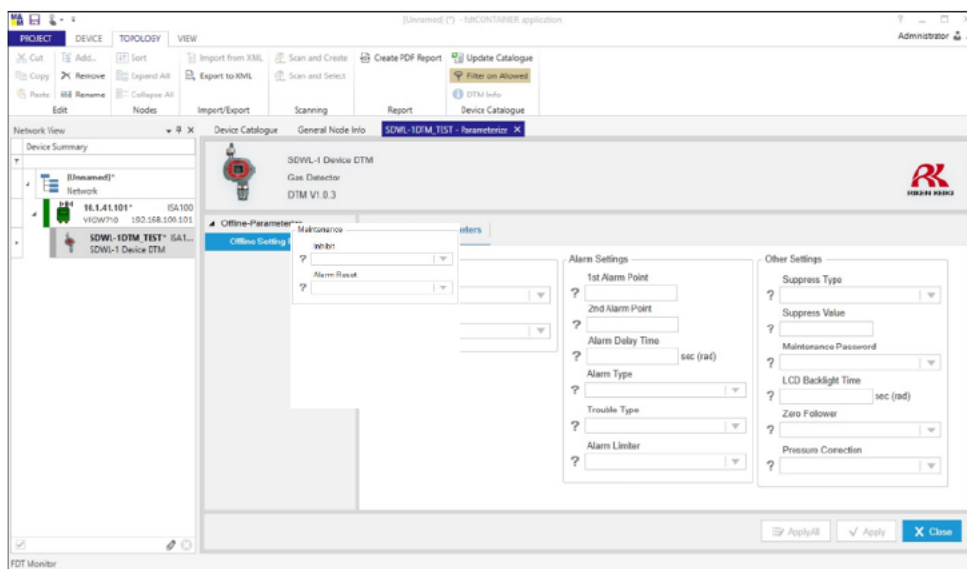 [Unnamed] (*) - fdtCONTAINER application
PROJECT DEVICE TOPOLOGY VIEW
Administrator
Cut Add... Sort Import from XML Scan and Create Create PDF Report Update Catalogue
Copy Remove Expand All Export to XML Scan and Select Filter on Allowed
Paste Rename Collapse All DTM Info
Edit Nodes Import/Export Scanning Report Device Catalogue
Network View
Device Catalogue General Node Info SDWL-1DTM_TEST - Parameterize
Device Summary
[Unnamed]*
Network
16.1.41.101* ISA100
192.168.100.101
SDWL-1DTM_TEST* ISA1...
SDWL-1 Device DTM
SDWL-1 Device DTM
Gas Detector
DTM V1.0.3
RIKEN KEIKI
Offline-Parameterize
Offline Setting
Maintenance
Inhibit
Alarm Reset
Alarm Settings
1st Alarm Point
2nd Alarm Point
Alarm Delay Time
sec (rad)
Alarm Type
Trouble Type
Alarm Limiter
Other Settings
Suppress Type
Suppress Value
Maintenance Password
LCD Backlight Time
sec (rad)
Zero Follower
Pressure Correction
Apply All Apply Close
FDT Monitor